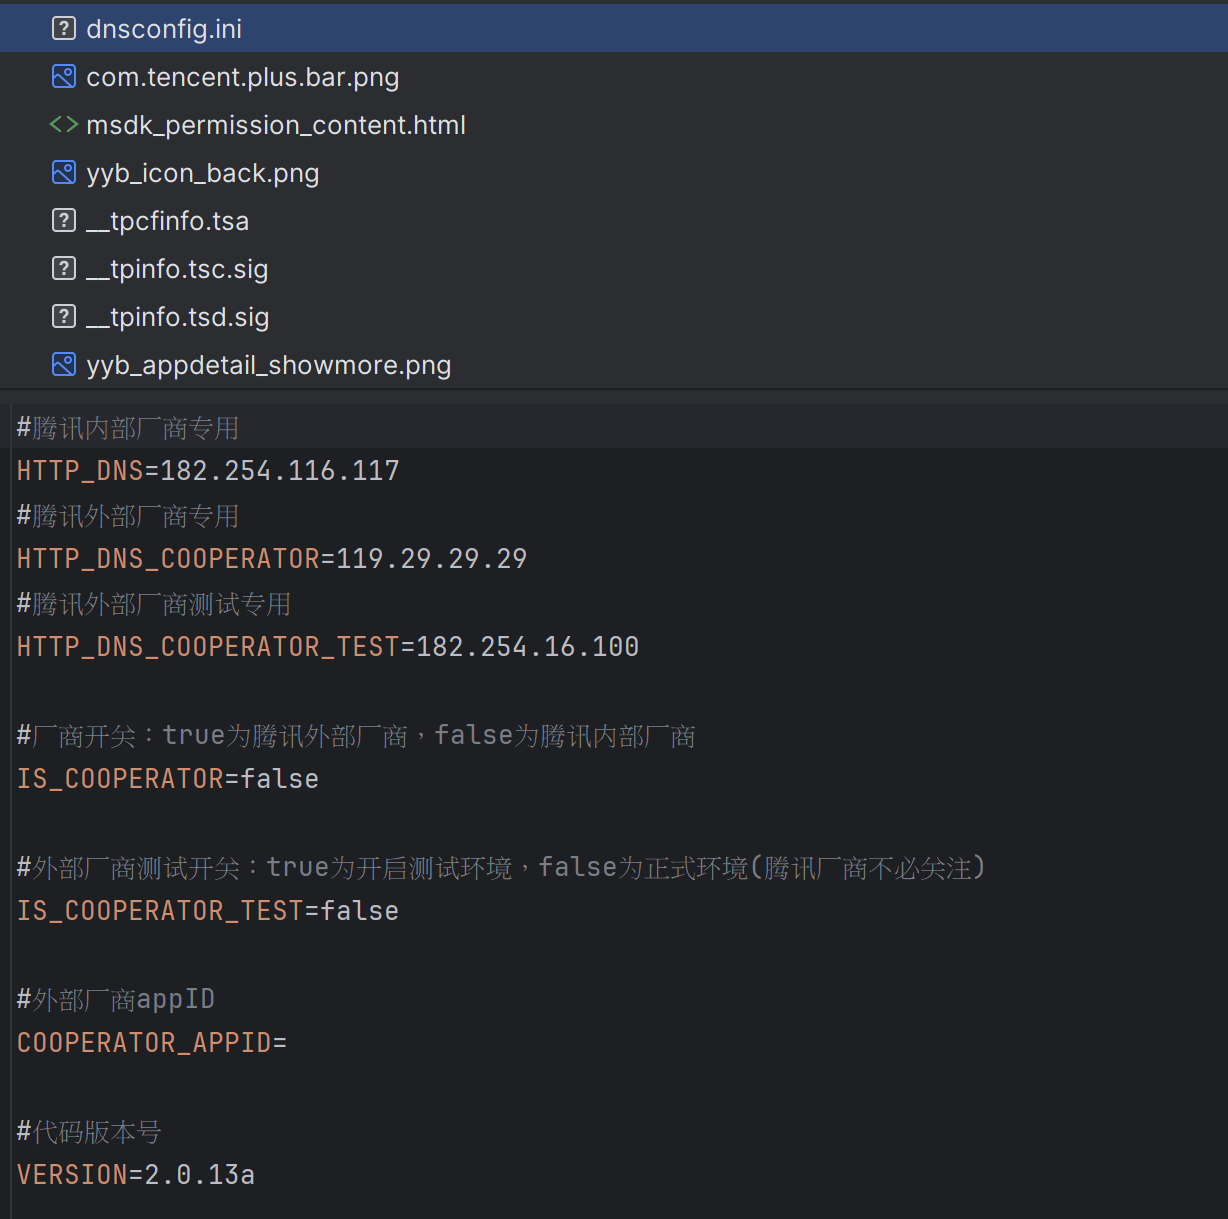 dnsconfig.ini
com.tencent.plus.bar.png
msdk_permission_content.html
yyb_icon_back.png
__tpcfinfo.tsa
__tpinfo.tsc.sig
__tpinfo.tsd.sig
yyb_appdetail_showmore.png
#腾讯内部厂商专用
HTTP_DNS=182.254.116.117
#腾讯外部厂商专用
HTTP_DNS_COOPERATOR=119.29.29.29
#腾讯外部厂商测试专用
HTTP_DNS_COOPERATOR_TEST=182.254.16.100
#厂商开关：true为腾讯外部厂商，false为腾讯内部厂商
IS_COOPERATOR=false
#外部厂商测试开关：true为开启测试环境，false为正式环境(腾讯厂商不必关注)
IS_COOPERATOR_TEST=false
#外部厂商appID
COOPERATOR_APPID=
#代码版本号
VERSION=2.0.13a